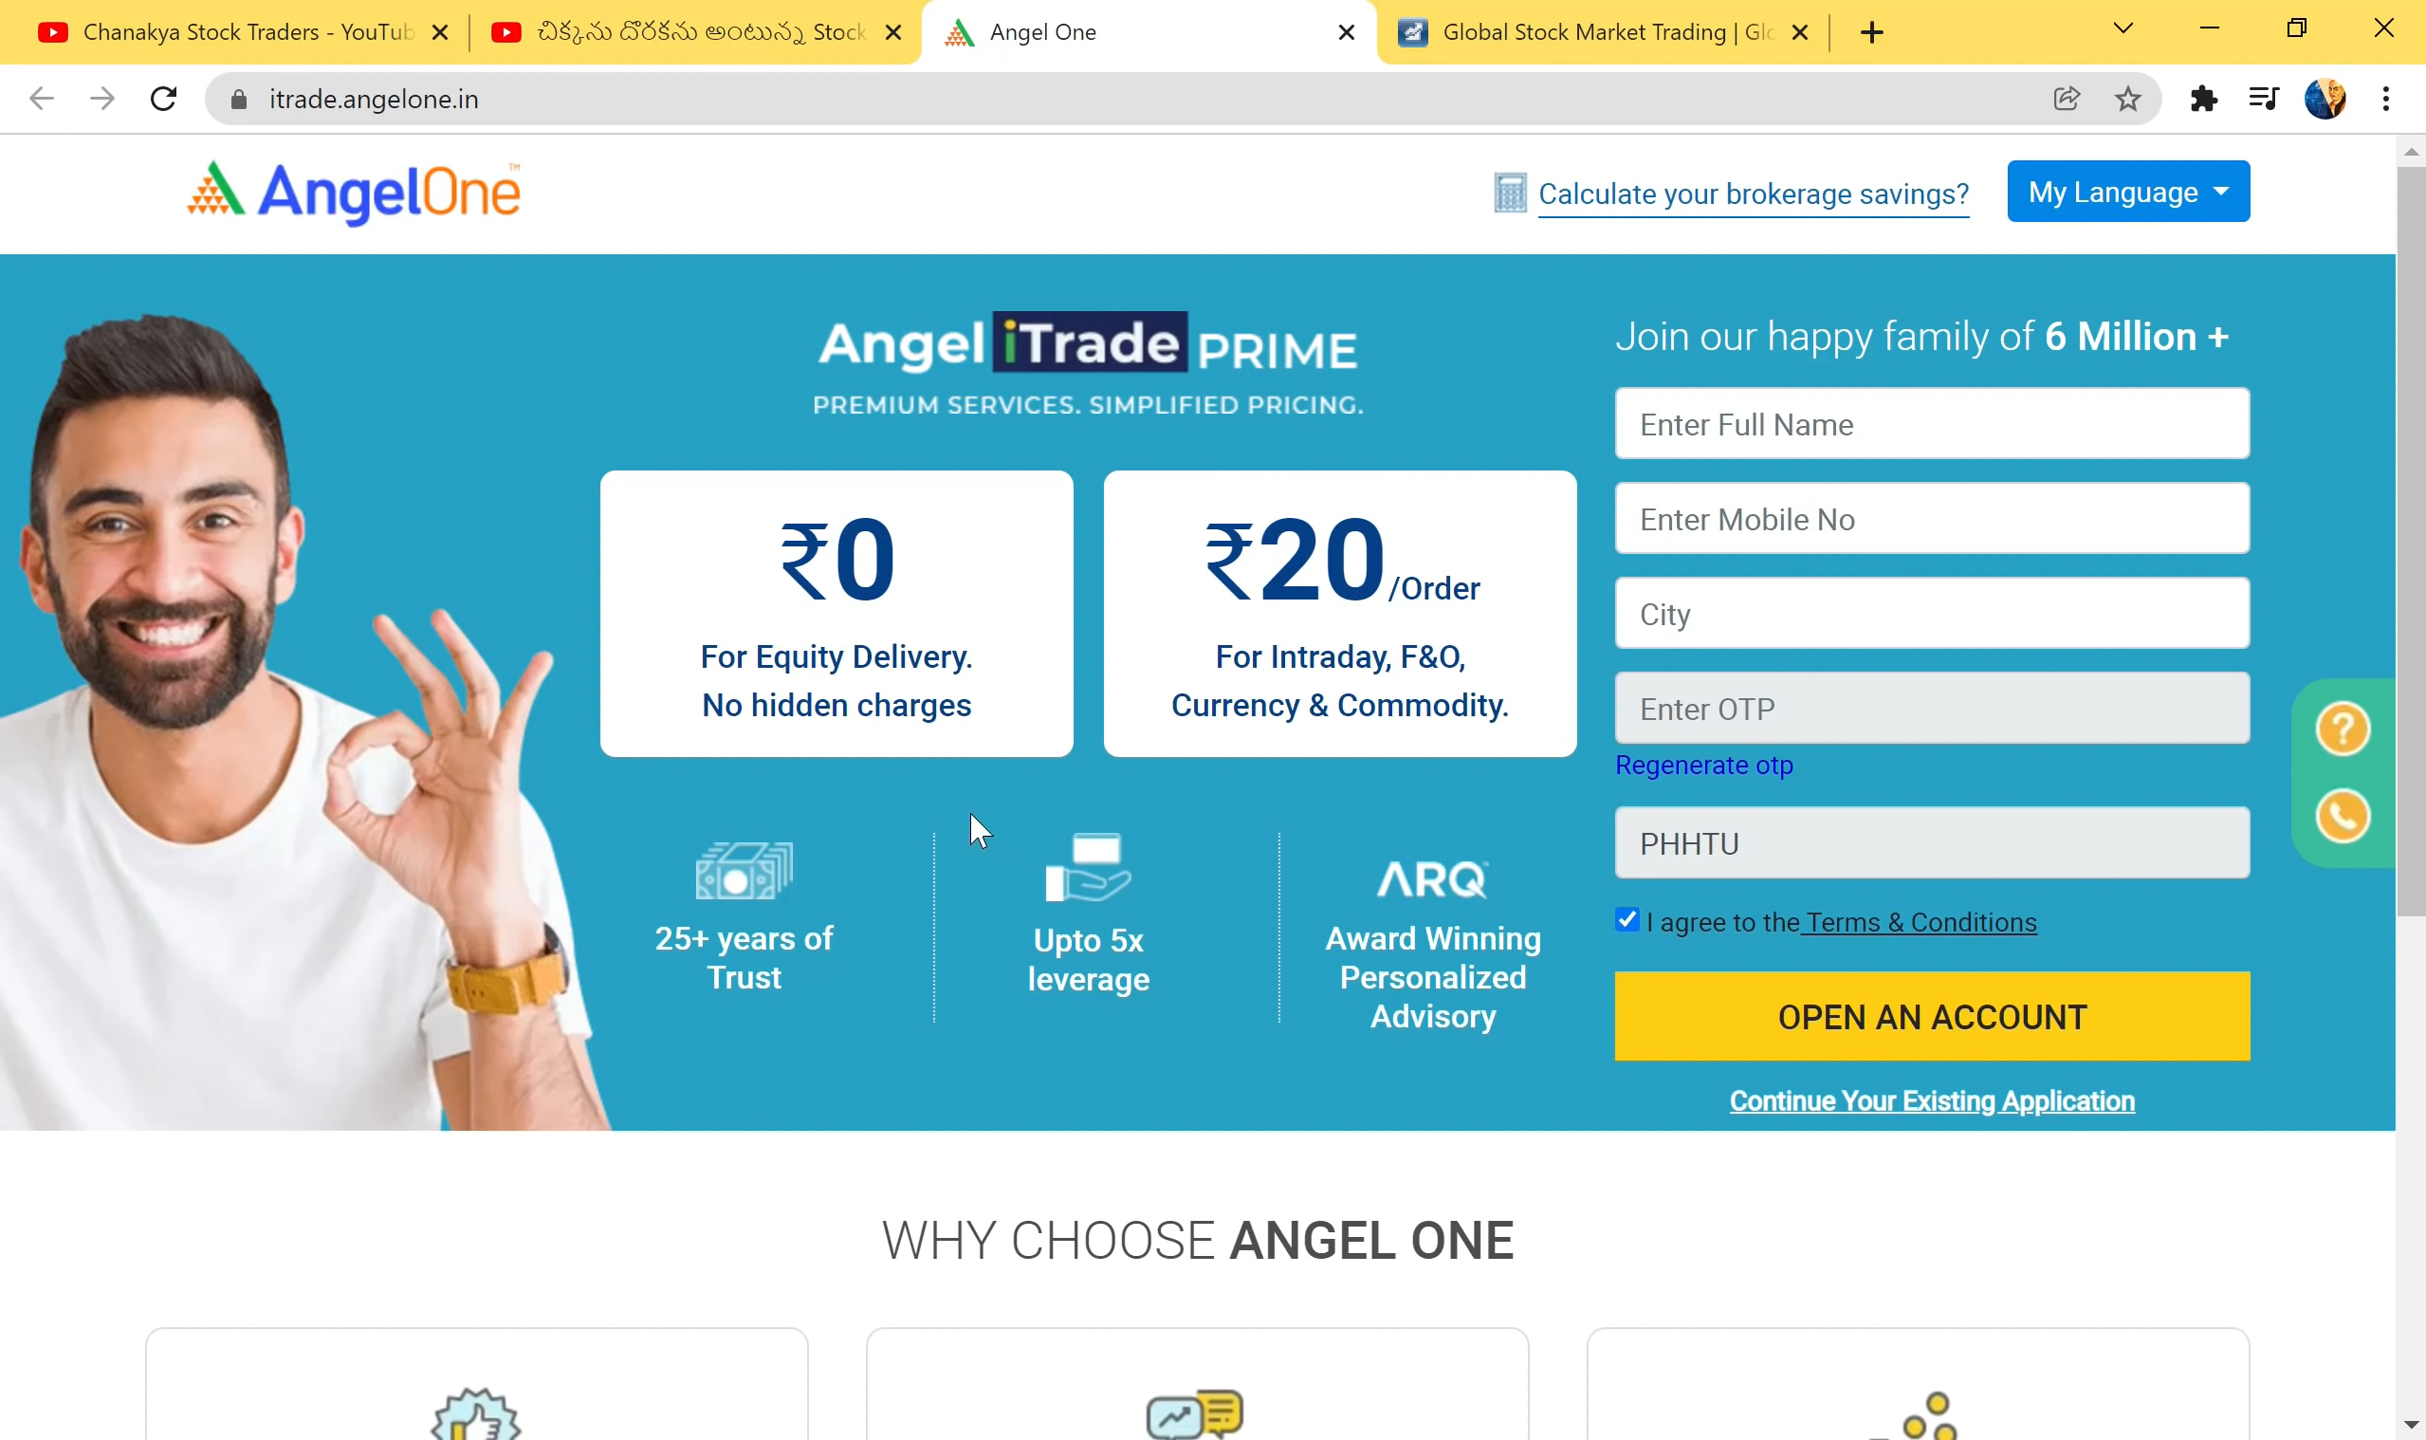 Chanakya Stock Traders - YouTub
చిక్కను దొరకను అంటున్న Stock
Angel One
Global Stock Market Trading | Glo
itrade.angelone.in
AngelOne™
Calculate your brokerage savings?
My Language
Angel iTrade PRIME
PREMIUM SERVICES. SIMPLIFIED PRICING.
₹0
For Equity Delivery.
No hidden charges
₹20/Order
For Intraday, F&O,
Currency & Commodity.
25+ years of
Trust
Upto 5x
leverage
ARQ™
Award Winning
Personalized
Advisory
Join our happy family of 6 Million +
Enter Full Name
Enter Mobile No
City
Enter OTP
Regenerate otp
PHHTU
I agree to the Terms & Conditions
OPEN AN ACCOUNT
Continue Your Existing Application
WHY CHOOSE ANGEL ONE